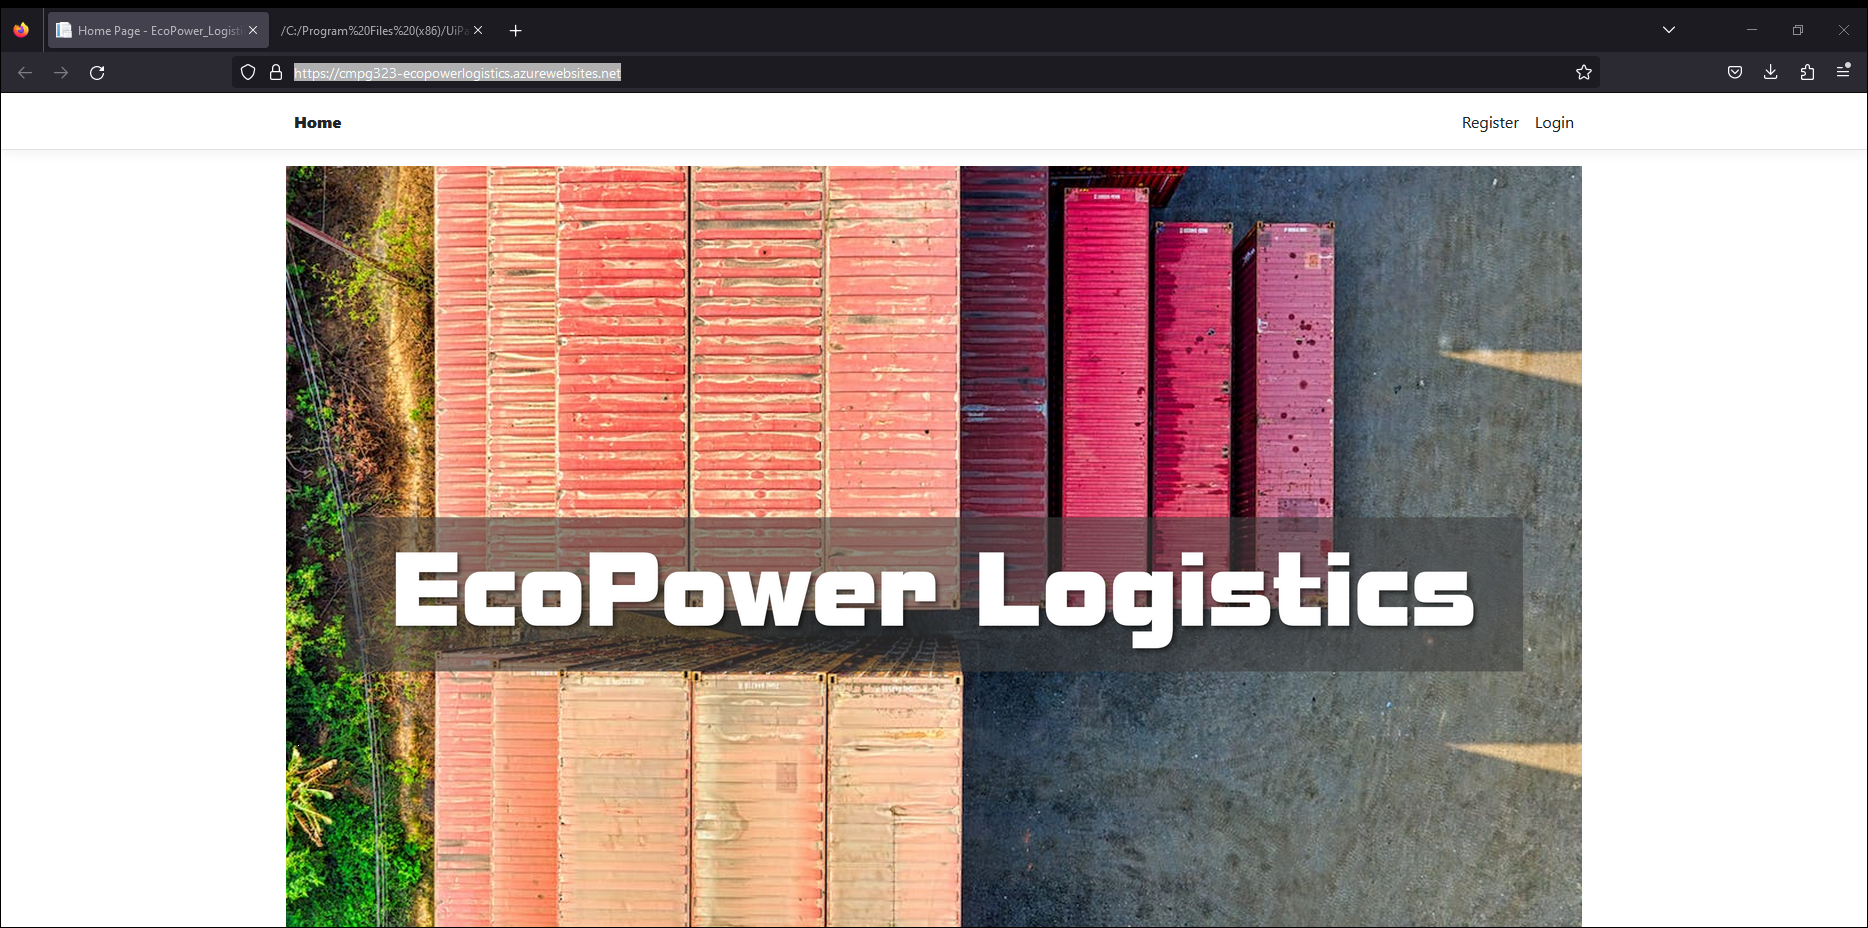 Home Page - EcoPower_Logisti
/C:/Program%20Files%20(x86)/UiPa
https://cmpg323-ecopowerlogistics.azurewebsites.net
Home
Register
Login
EcoPower Logistics